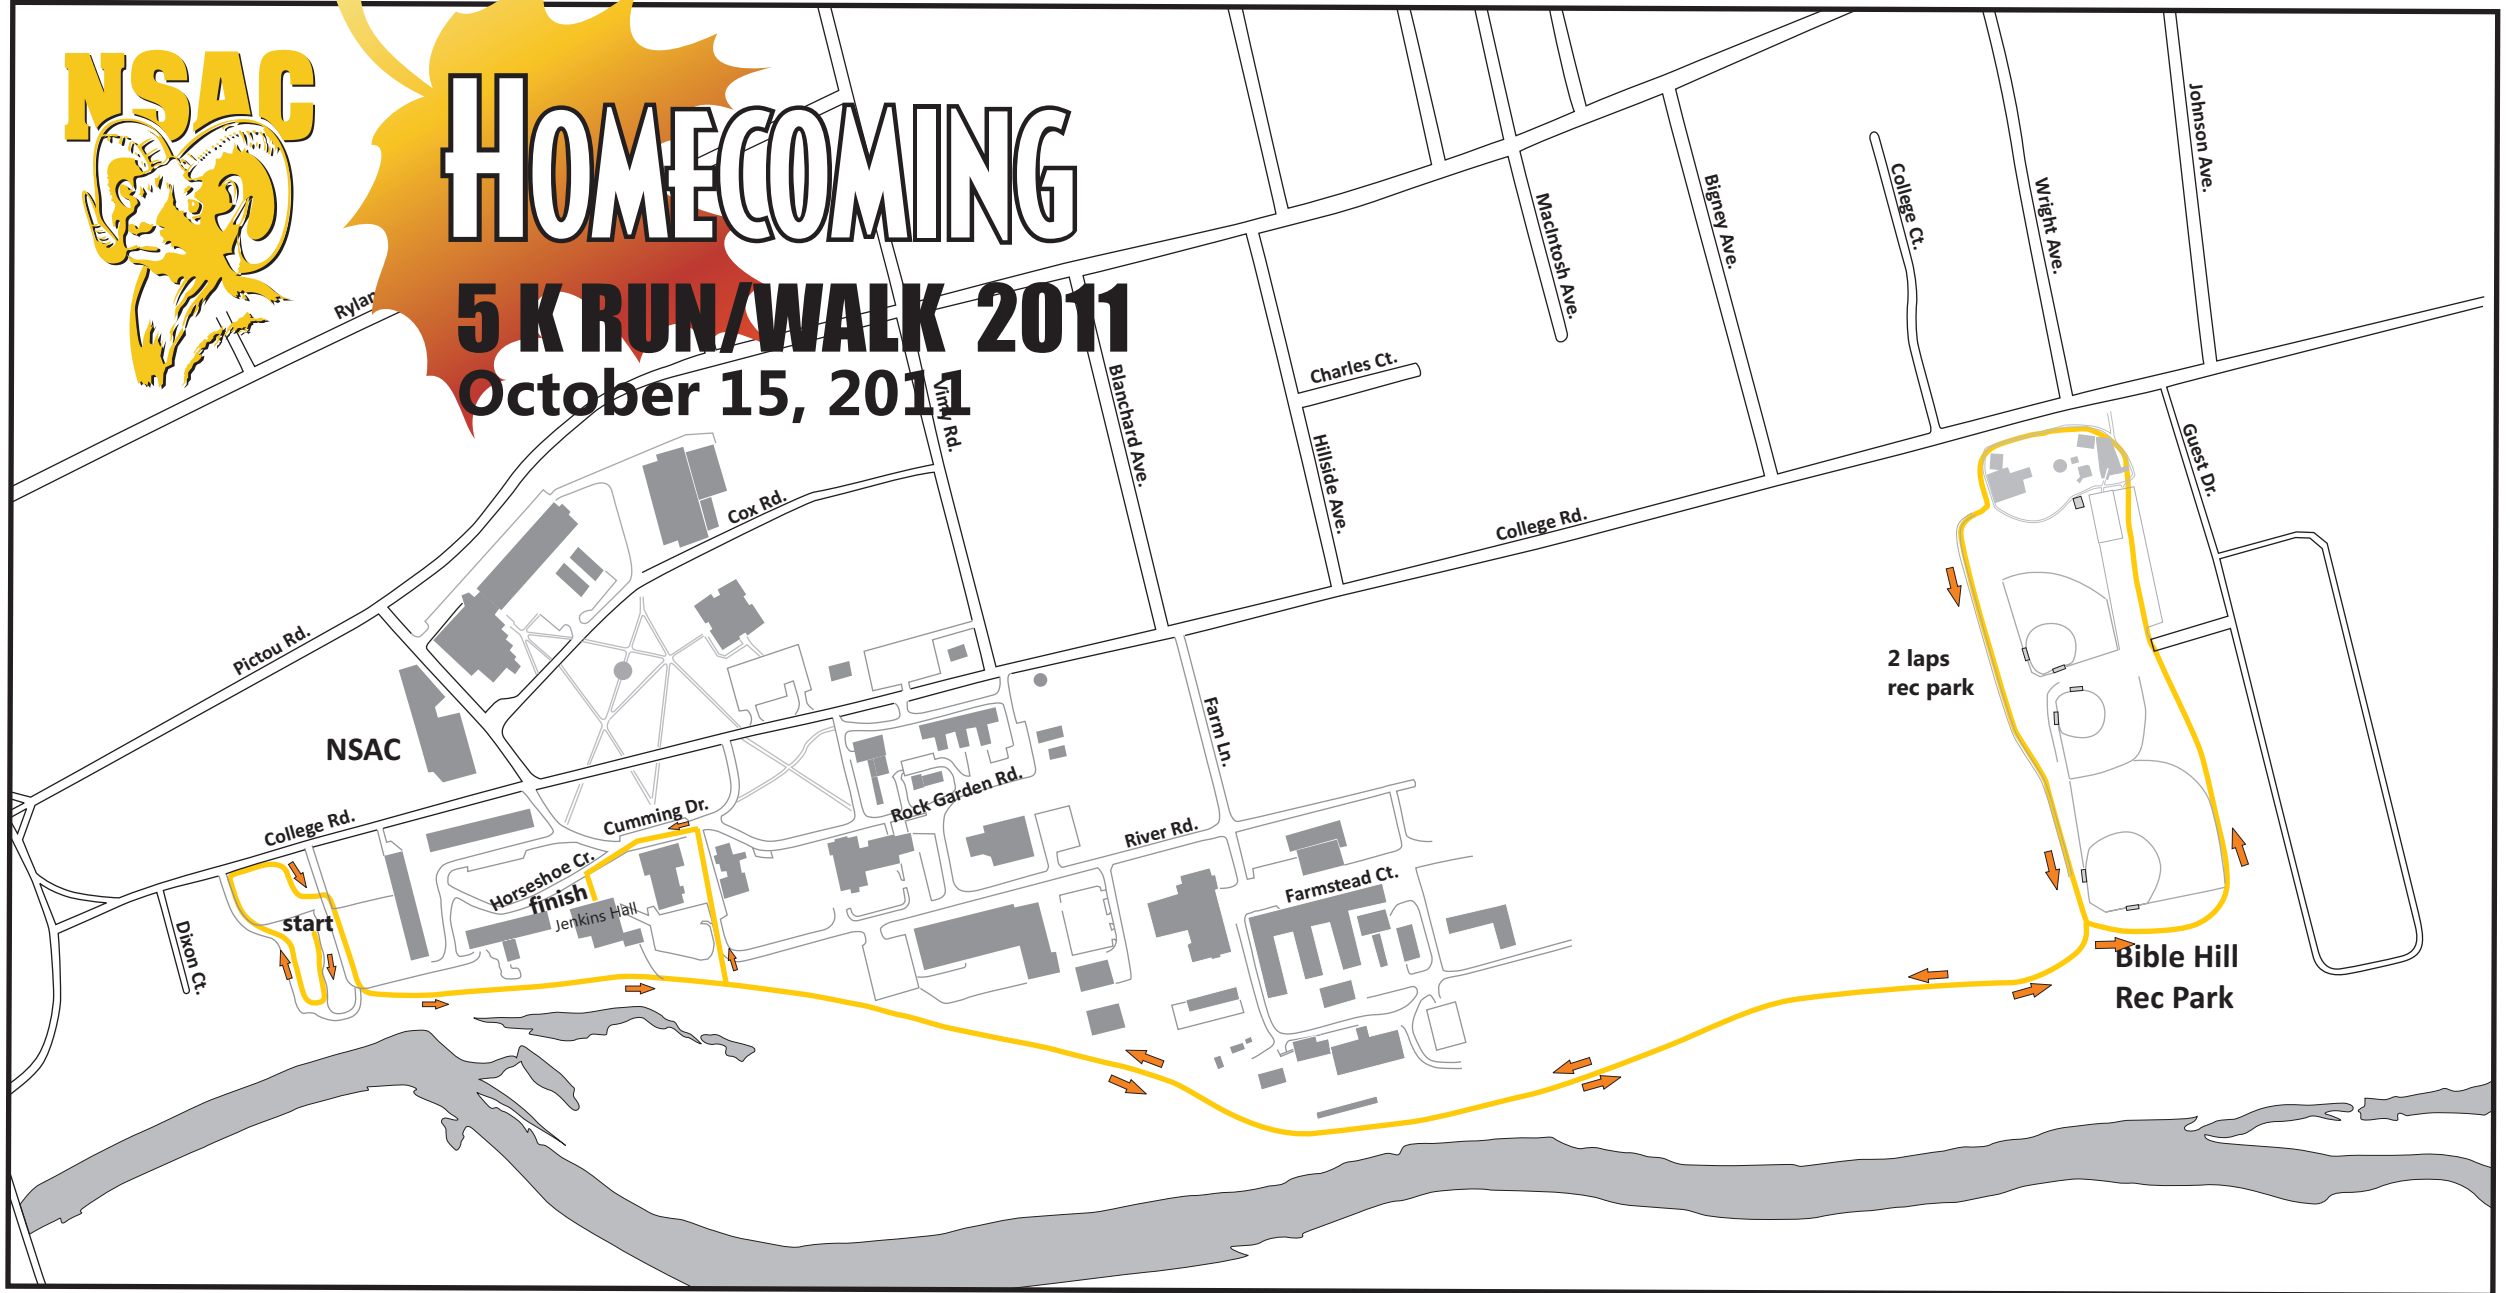 NSAC
HOMECOMING
5 K RUN/WALK 2011
October 15, 2011
Johnson Ave.
Wright Ave.
College Ct.
Bigney Ave.
MacIntosh Ave.
Charles Ct.
Vimy Rd.
Blanchard Ave.
Hillside Ave.
Guest Dr.
Cox Rd.
College Rd.
Pictou Rd.
2 laps
rec park
NSAC
Farm Ln.
Rock Garden Rd.
Cumming Dr.
College Rd.
River Rd.
Horseshoe Cr.
finish
Jenkins Hall
Farmstead Ct.
start
Dixon Ct.
Bible Hill
Rec Park